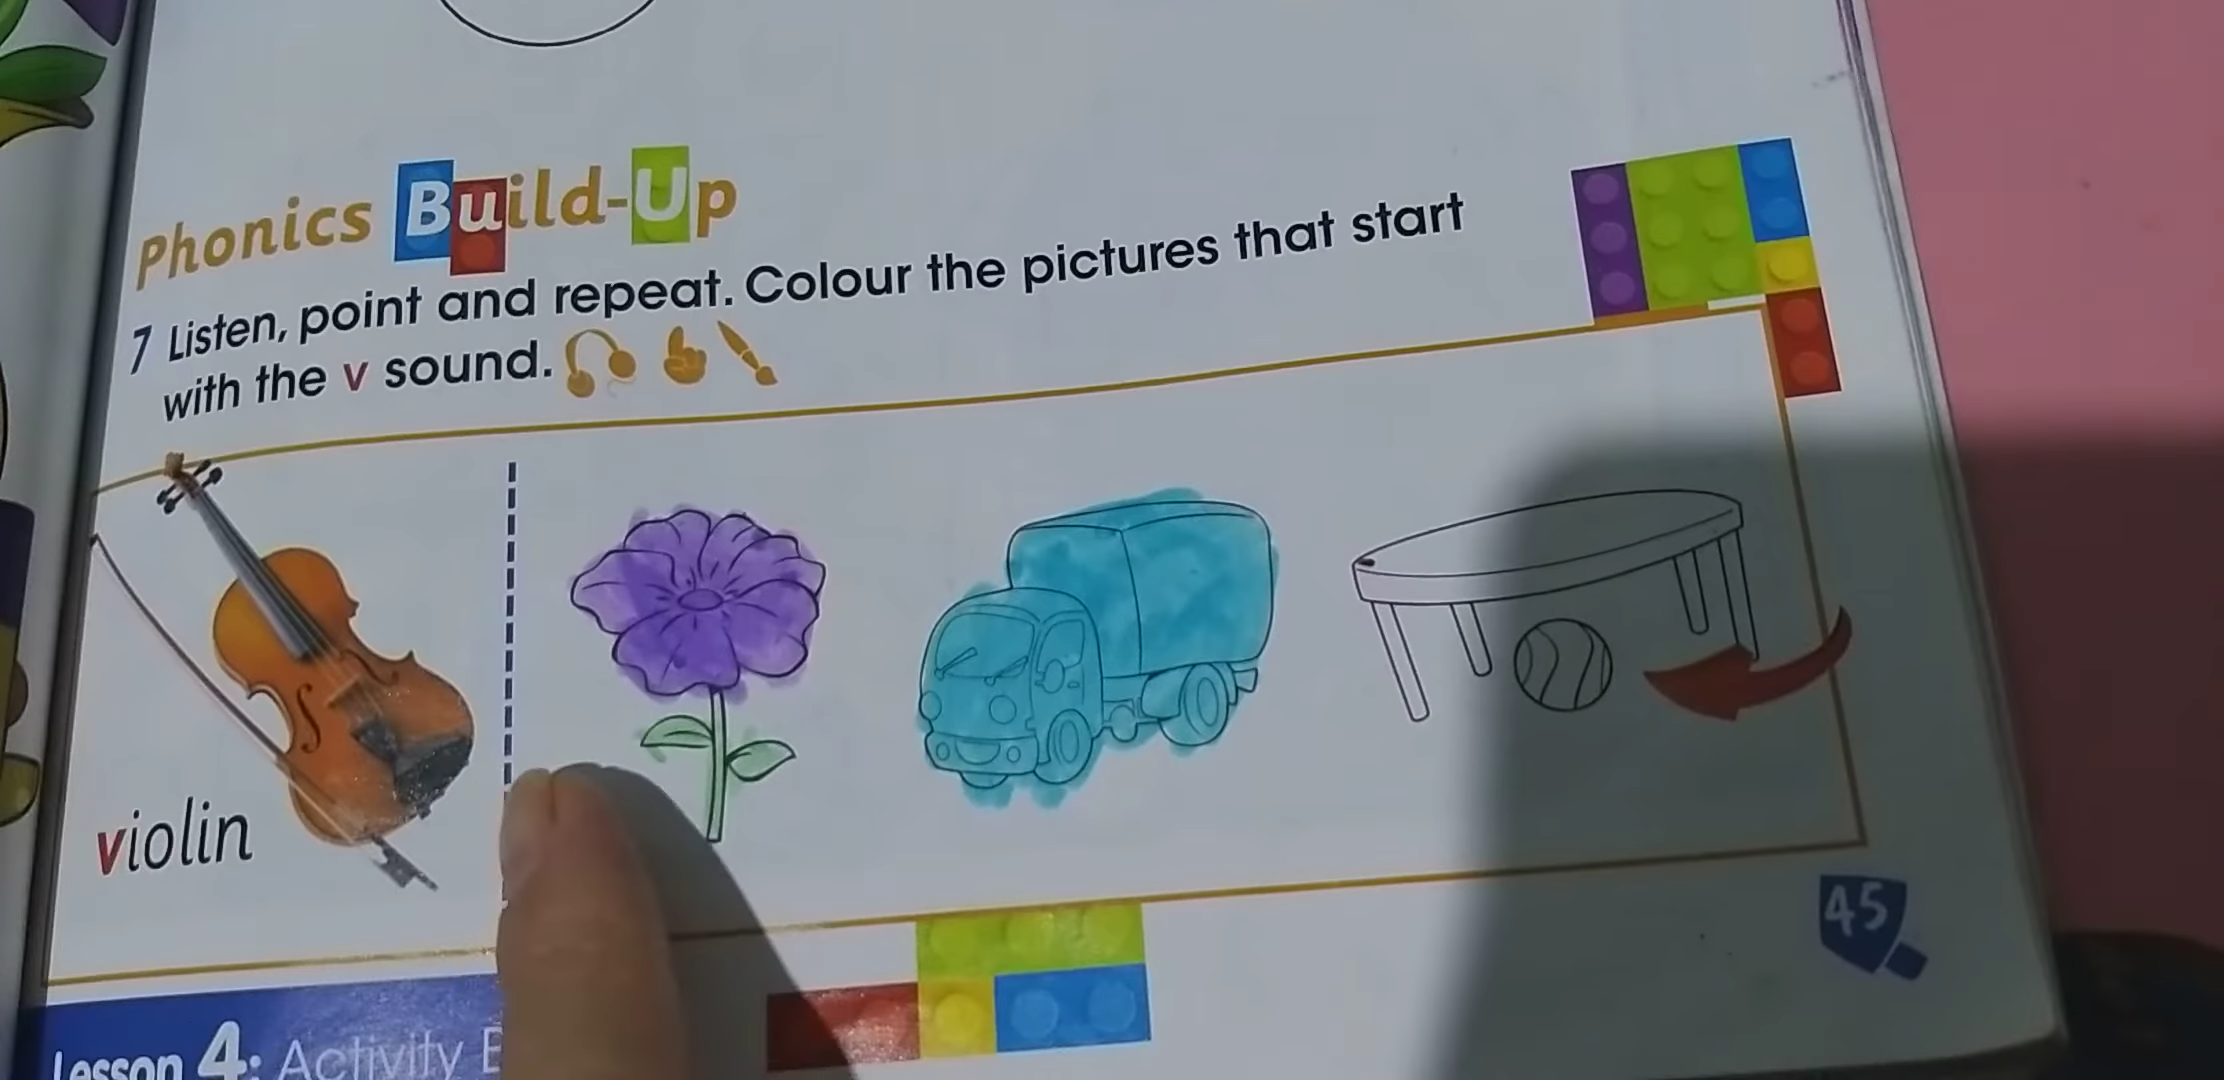 Phonics Build-Up
7 Listen, point and repeat. Colour the pictures that start
with the v sound.
violin
45
Lesson 4: Activity